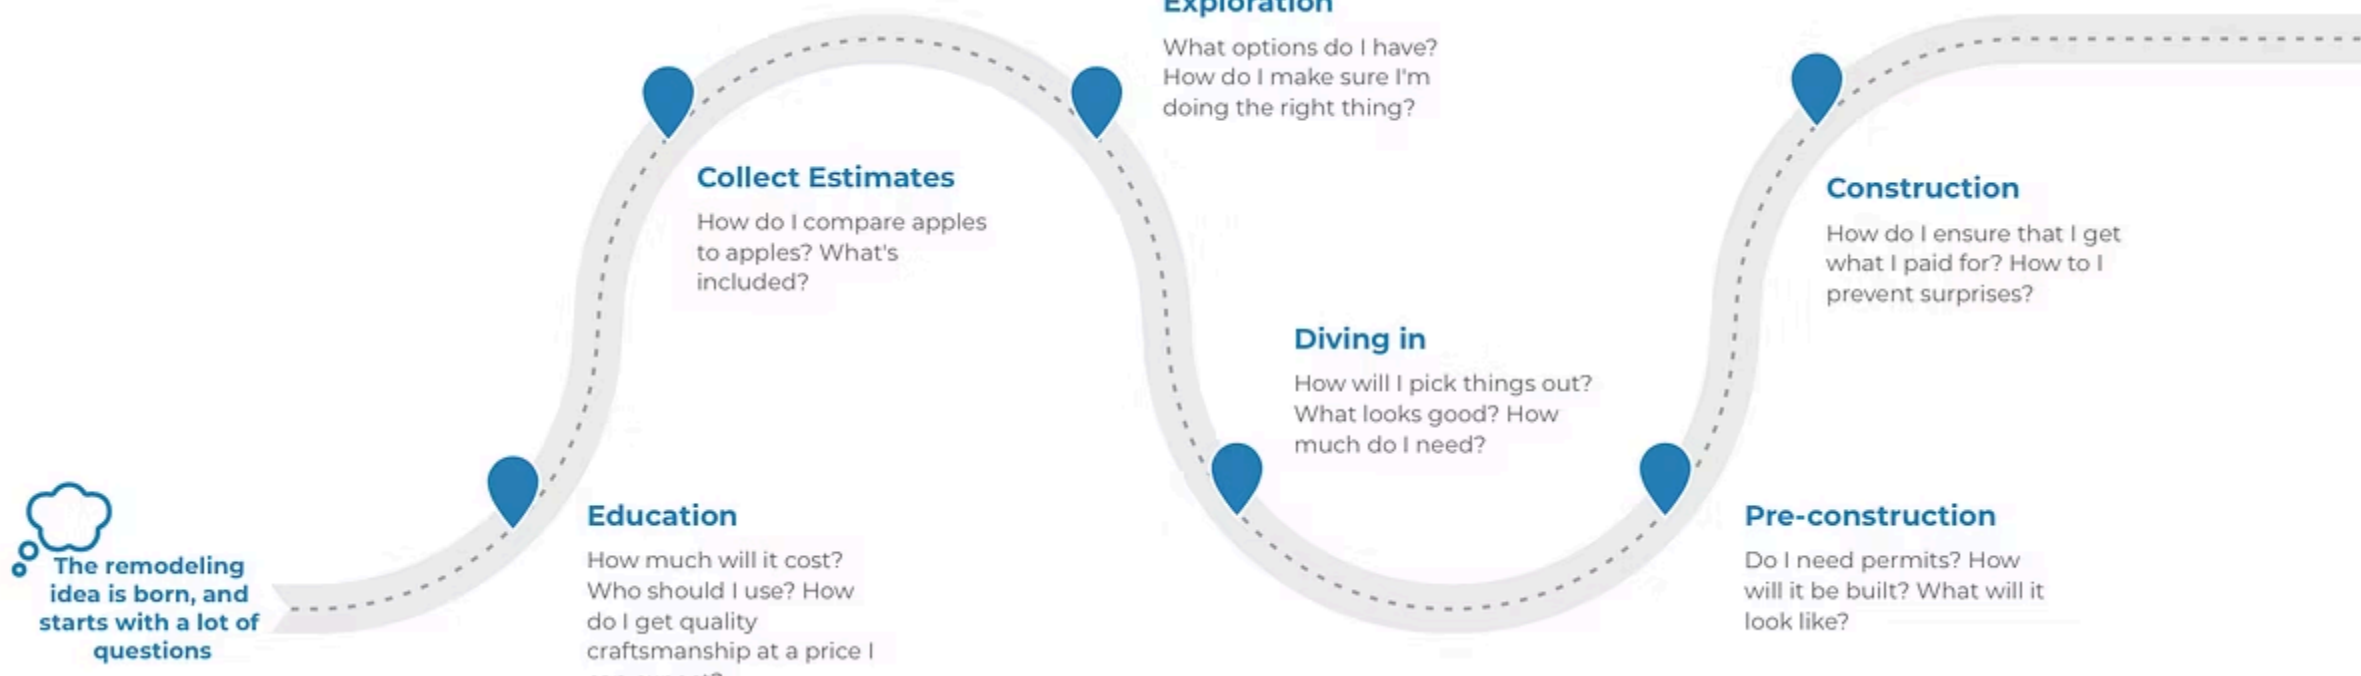 The remodeling
idea is born, and
starts with a lot of
questions
Education
How much will it cost?
Who should I use? How
do I get quality
craftsmanship at a price I
Collect Estimates
How do I compare apples
to apples? What's
included?
Exploration
What options do I have?
How do I make sure I'm
doing the right thing?
Diving in
How will I pick things out?
What looks good? How
much do I need?
Pre-construction
Do I need permits? How
will it be built? What will it
look like?
Construction
How do I ensure that I get
what I paid for? How to I
prevent surprises?